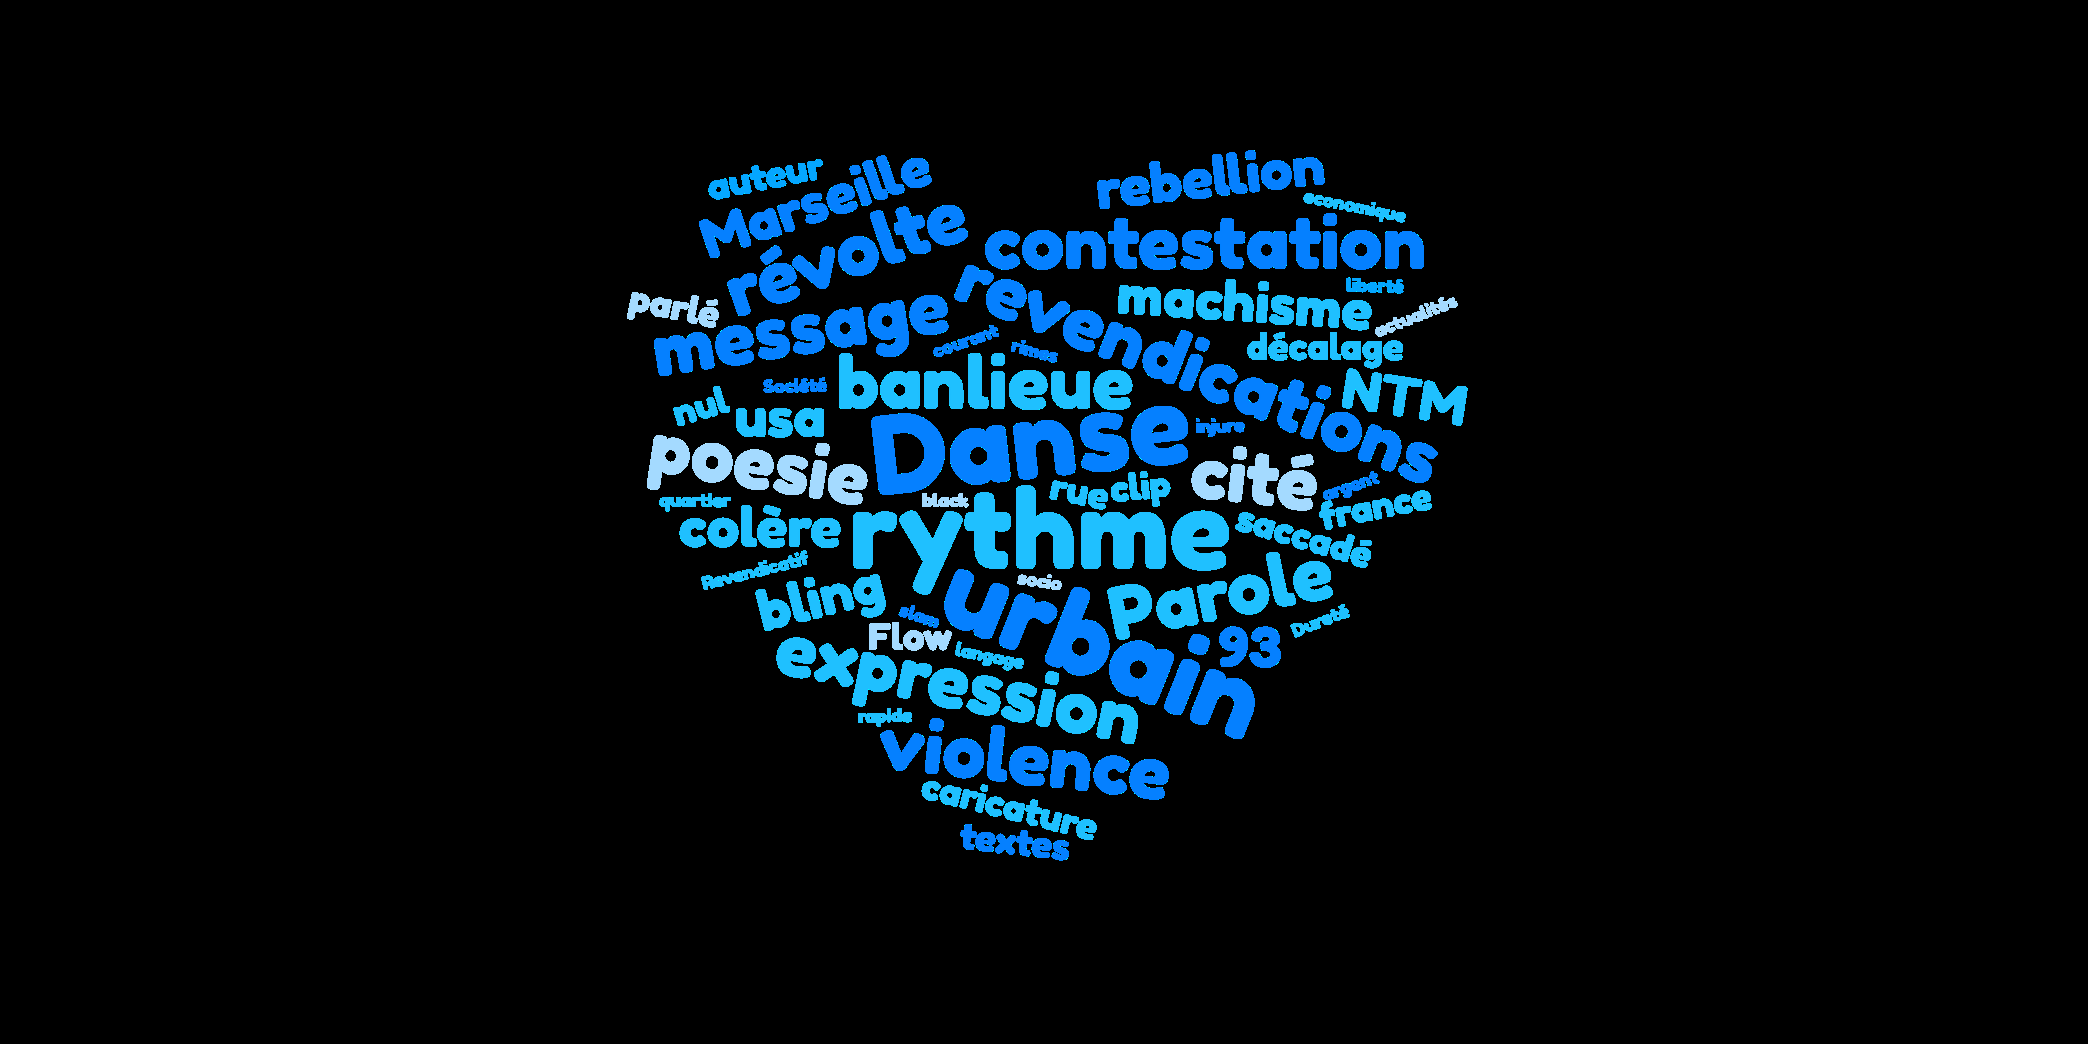 auteur
Marseille
rebellion
economique
révolte
contestation
revendications
machisme
liberté
actualités
parlé
message
courant
rimes
décalage
banlieue
NTM
Société
nul
usa
Danse
injure
poesie
cité
argent
quartier
black
rue
clip
france
colère
rythme
saccadé
Revendicatif
bling
socio
urbain
Parole
slam
Flow
langage
93
Dureté
expression
rapide
violence
caricature
textes